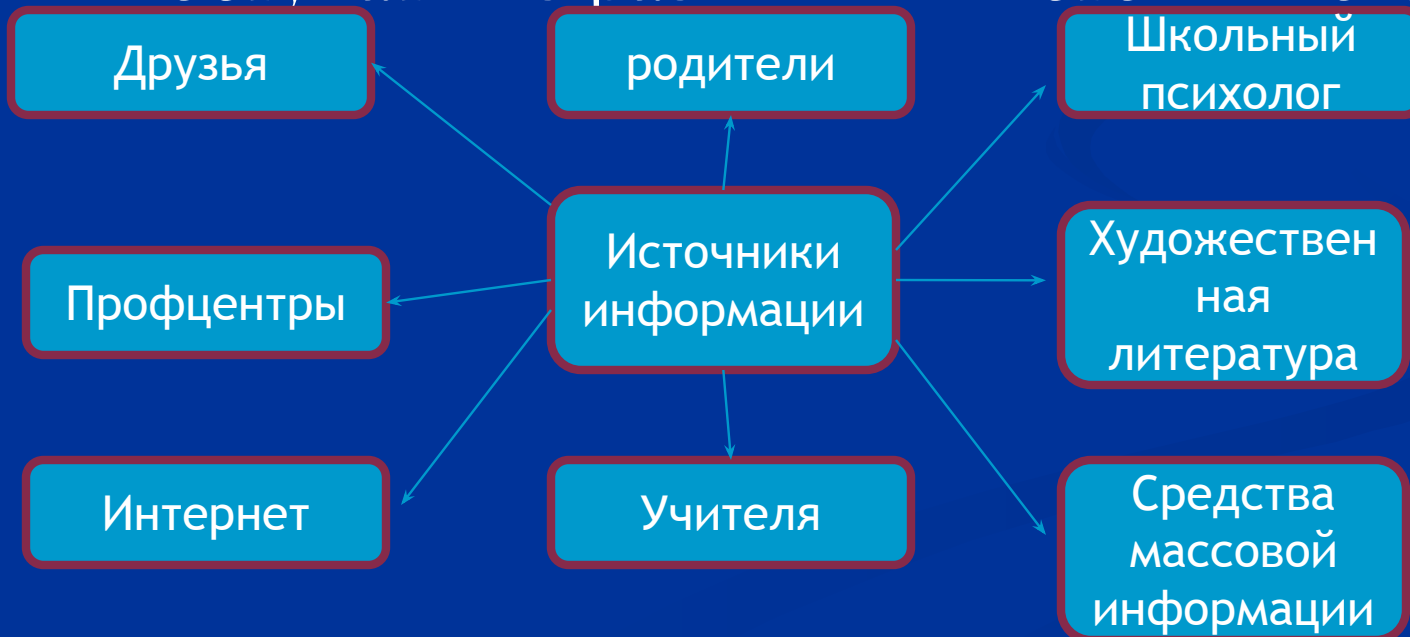 Друзья
родители
Школьный
психолог
Источники
информации
Художествен
ная
литература
Профцентры
Интернет
Учителя
Средства
массовой
информации